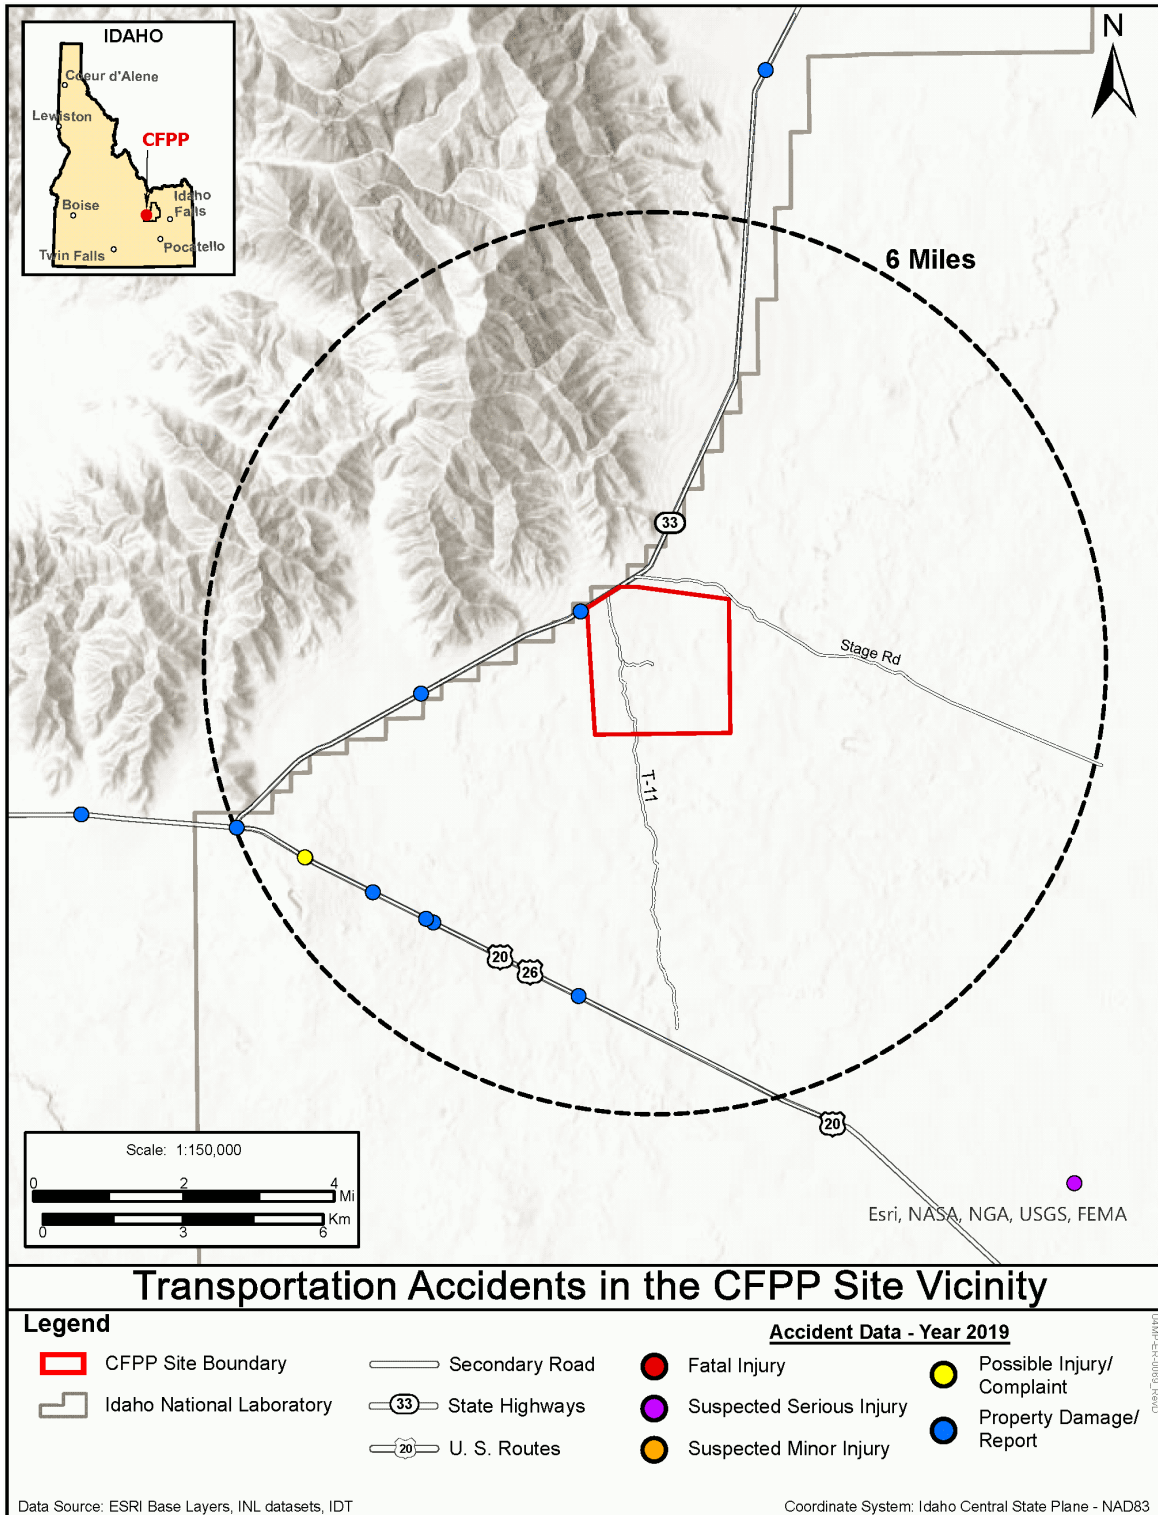 IDAHO
Coeur d'Alene
Lewiston
CFPP
Boise
Idaho
Falls
Pocatello
Twin Falls
N
6 Miles
33
Stage Rd
T-11
20
26
20
Scale: 1:150,000
0 2 4 Mi
Km
0 3 6
Esri, NASA, NGA, USGS, FEMA
Transportation Accidents in the CFPP Site Vicinity
Legend
CFPP Site Boundary
Idaho National Laboratory
Secondary Road
33 State Highways
20 U. S. Routes
Accident Data - Year 2019
Fatal Injury
Suspected Serious Injury
Suspected Minor Injury
Possible Injury/
Complaint
Property Damage/
Report
Data Source: ESRI Base Layers, INL datasets, IDT
Coordinate System: Idaho Central State Plane - NAD83